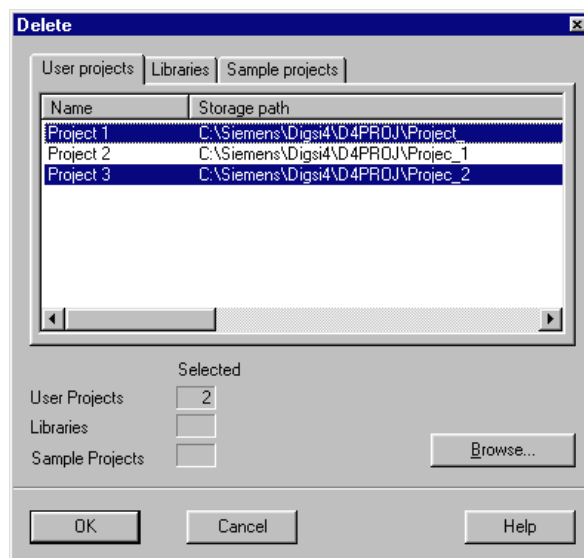 Delete
User projects Libraries Sample projects
Name Storage path
Project 1 C:\Siemens\Digsi4\D4PROJ\Project_
Project 2 C:\Siemens\Digsi4\D4PROJ\Projec_1
Project 3 C:\Siemens\Digsi4\D4PROJ\Projec_2
Selected
User Projects 2
Libraries
Sample Projects
Browse...
OK Cancel Help